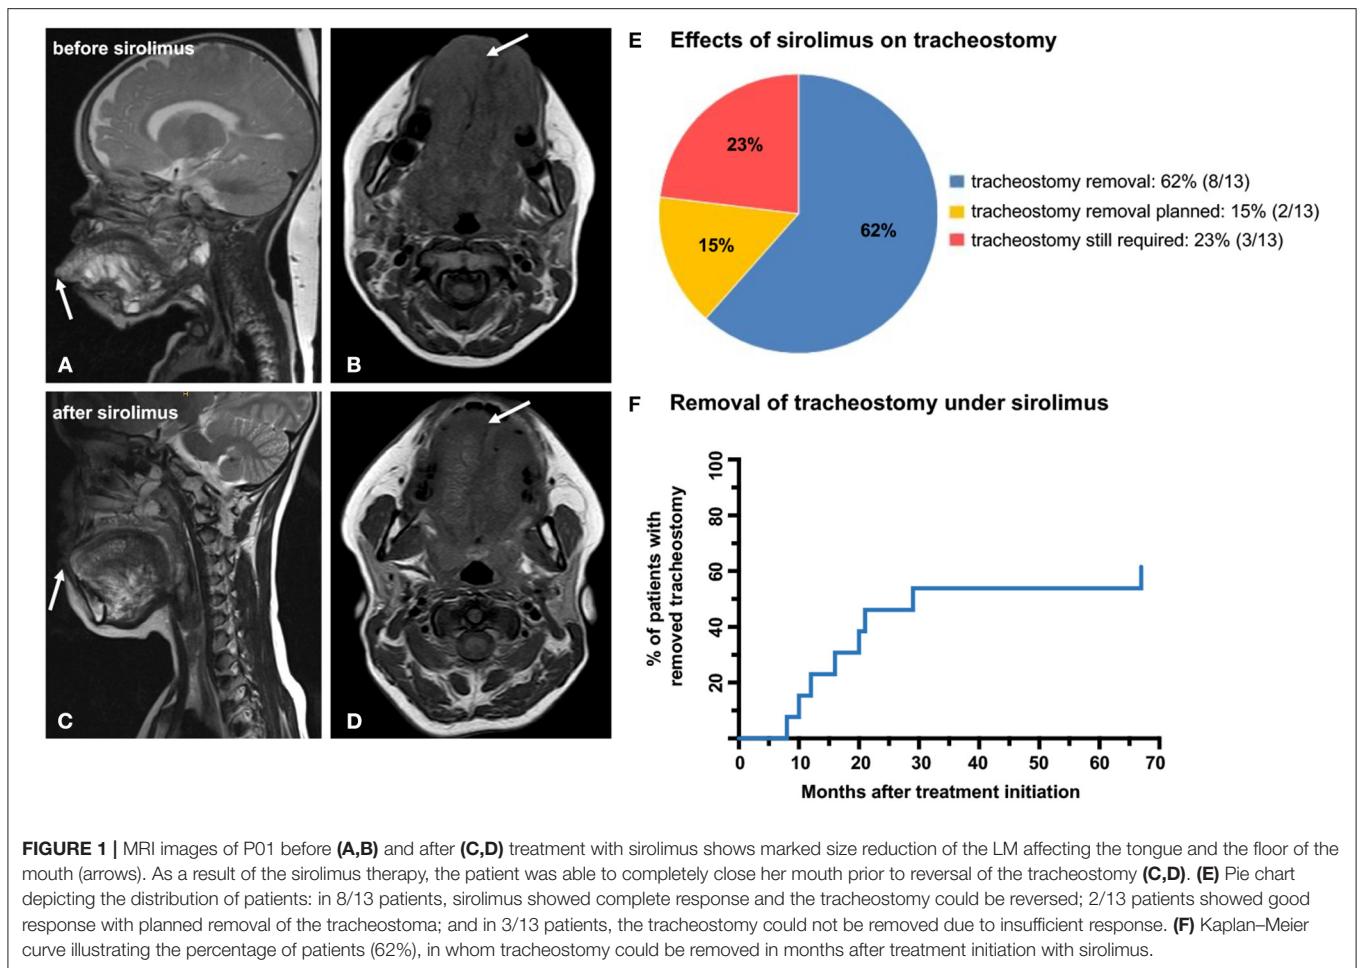 before sirolimus
A
B
after sirolimus
H
C
D
E Effects of sirolimus on tracheostomy
23%
15%
62%
tracheostomy removal: 62% (8/13)
tracheostomy removal planned: 15% (2/13)
tracheostomy still required: 23% (3/13)
F Removal of tracheostomy under sirolimus
% of patients with
removed tracheostomy
100
80
60
40
20
0 10 20 30 40 50 60 70
Months after treatment initiation
FIGURE 1 | MRI images of P01 before (A,B) and after (C,D) treatment with sirolimus shows marked size reduction of the LM affecting the tongue and the floor of the
mouth (arrows). As a result of the sirolimus therapy, the patient was able to completely close her mouth prior to reversal of the tracheostomy (C,D). (E) Pie chart
depicting the distribution of patients: in 8/13 patients, sirolimus showed complete response and the tracheostomy could be reversed; 2/13 patients showed good
response with planned removal of the tracheostoma; and in 3/13 patients, the tracheostomy could not be removed due to insufficient response. (F) Kaplan–Meier
curve illustrating the percentage of patients (62%), in whom tracheostomy could be removed in months after treatment initiation with sirolimus.